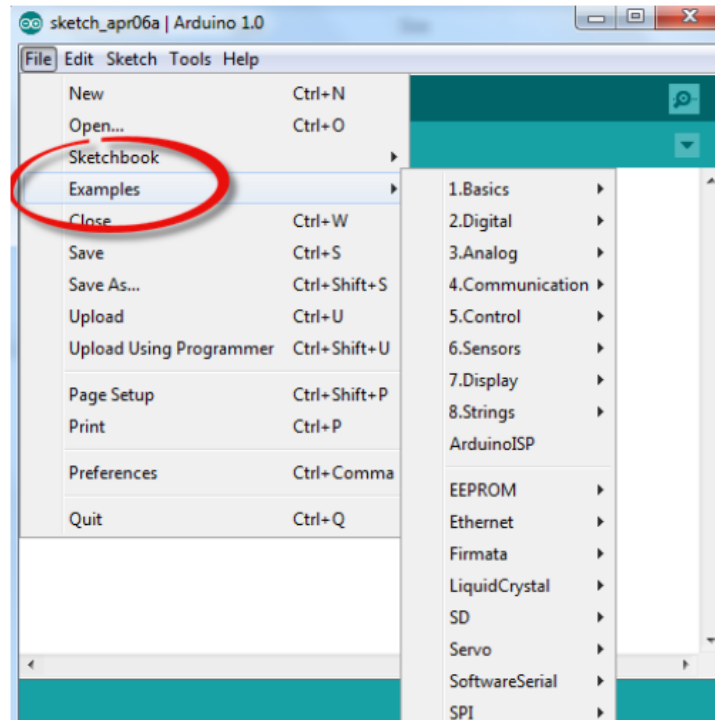 sketch_apr06a | Arduino 1.0
File Edit Sketch Tools Help
New Ctrl+N
Open... Ctrl+O
Sketchbook
Examples
Close Ctrl+W
Save Ctrl+S
Save As... Ctrl+Shift+S
Upload Ctrl+U
Upload Using Programmer Ctrl+Shift+U
Page Setup Ctrl+Shift+P
Print Ctrl+P
Preferences Ctrl+Comma
Quit Ctrl+Q
1.Basics
2.Digital
3.Analog
4.Communication
5.Control
6.Sensors
7.Display
8.Strings
ArduinoISP
EEPROM
Ethernet
Firmata
LiquidCrystal
SD
Servo
SoftwareSerial
SPI